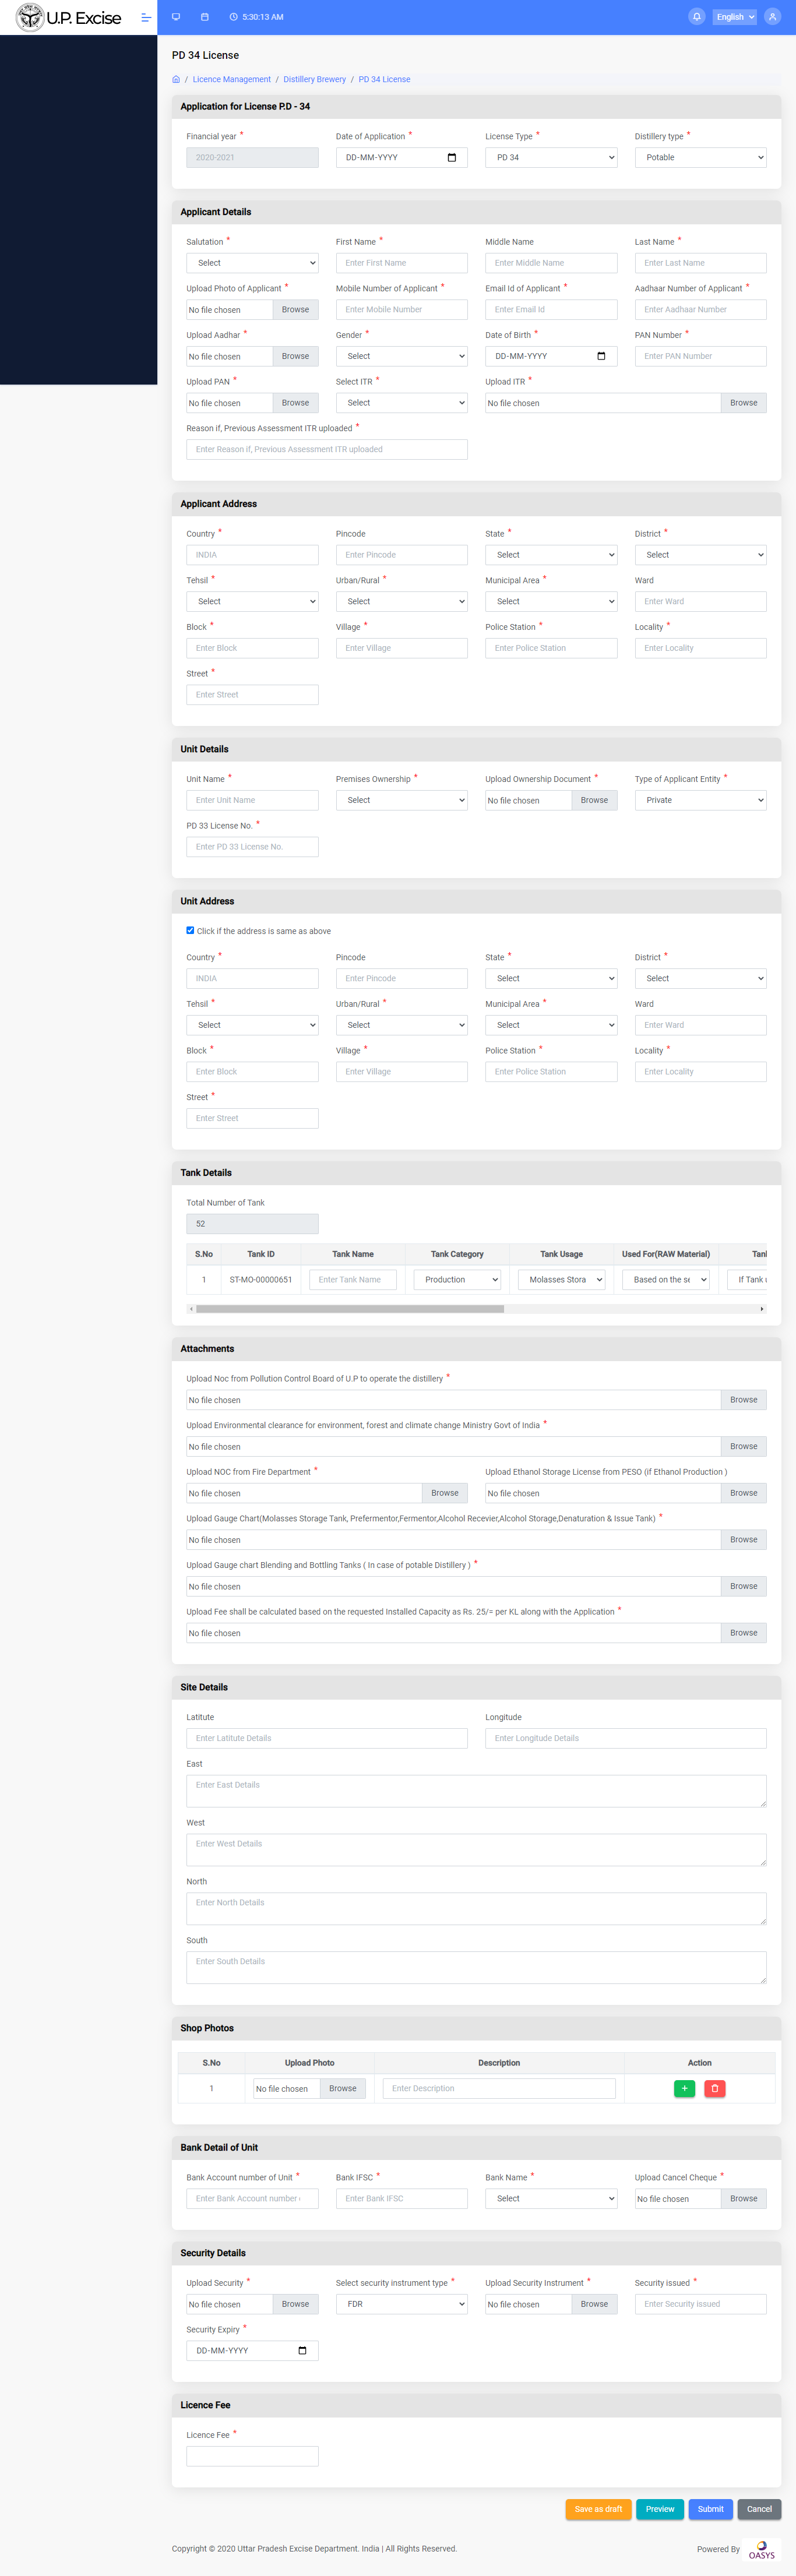 U.P. Excise
5:30:13 AM
English
PD 34 License
/ Licence Management / Distillery Brewery / PD 34 License
Application for License P.D - 34
Financial year * Date of Application * License Type * Distillery type *
2020-2021 DD-MM-YYYY PD 34 Potable
Applicant Details
Salutation * First Name * Middle Name Last Name *
Select Enter First Name Enter Middle Name Enter Last Name
Upload Photo of Applicant * Mobile Number of Applicant * Email Id of Applicant * Aadhaar Number of Applicant *
No file chosen Browse Enter Mobile Number Enter Email Id Enter Aadhaar Number
Upload Aadhar * Gender * Date of Birth * PAN Number *
No file chosen Browse Select DD-MM-YYYY Enter PAN Number
Upload PAN * Select ITR * Upload ITR *
No file chosen Browse Select No file chosen Browse
Reason if, Previous Assessment ITR uploaded *
Enter Reason if, Previous Assessment ITR uploaded
Applicant Address
Country * Pincode State * District *
INDIA Enter Pincode Select Select
Tehsil * Urban/Rural * Municipal Area * Ward
Select Select Select Enter Ward
Block * Village * Police Station * Locality *
Enter Block Enter Village Enter Police Station Enter Locality
Street *
Enter Street
Unit Details
Unit Name * Premises Ownership * Upload Ownership Document * Type of Applicant Entity *
Enter Unit Name Select No file chosen Browse Private
PD 33 License No. *
Enter PD 33 License No.
Unit Address
Click if the address is same as above
Country * Pincode State * District *
INDIA Enter Pincode Select Select
Tehsil * Urban/Rural * Municipal Area * Ward
Select Select Select Enter Ward
Block * Village * Police Station * Locality *
Enter Block Enter Village Enter Police Station Enter Locality
Street *
Enter Street
Tank Details
Total Number of Tank
52
S.No Tank ID Tank Name Tank Category Tank Usage Used For(RAW Material) Tank
1 ST-MO-00000651 Enter Tank Name Production Molasses Stora Based on the se If Tank u
Attachments
Upload Noc from Pollution Control Board of U.P to operate the distillery *
No file chosen Browse
Upload Environmental clearance for environment, forest and climate change Ministry Govt of India *
No file chosen Browse
Upload NOC from Fire Department * Upload Ethanol Storage License from PESO (if Ethanol Production )
No file chosen Browse No file chosen Browse
Upload Gauge Chart(Molasses Storage Tank, Prefermentor,Fermentor,Alcohol Recevier,Alcohol Storage,Denaturation & Issue Tank) *
No file chosen Browse
Upload Gauge chart Blending and Bottling Tanks ( In case of potable Distillery ) *
No file chosen Browse
Upload Fee shall be calculated based on the requested Installed Capacity as Rs. 25/= per KL along with the Application *
No file chosen Browse
Site Details
Latitute Longitude
Enter Latitute Details Enter Longitude Details
East
Enter East Details
West
Enter West Details
North
Enter North Details
South
Enter South Details
Shop Photos
S.No Upload Photo Description Action
1 No file chosen Browse Enter Description +
Bank Detail of Unit
Bank Account number of Unit * Bank IFSC * Bank Name * Upload Cancel Cheque *
Enter Bank Account number Enter Bank IFSC Select No file chosen Browse
Security Details
Upload Security * Select security instrument type * Upload Security Instrument * Security issued *
No file chosen Browse FDR No file chosen Browse Enter Security issued
Security Expiry *
DD-MM-YYYY
Licence Fee
Licence Fee *
Save as draft Preview Submit Cancel
Copyright © 2020 Uttar Pradesh Excise Department. India | All Rights Reserved. Powered By OASYS